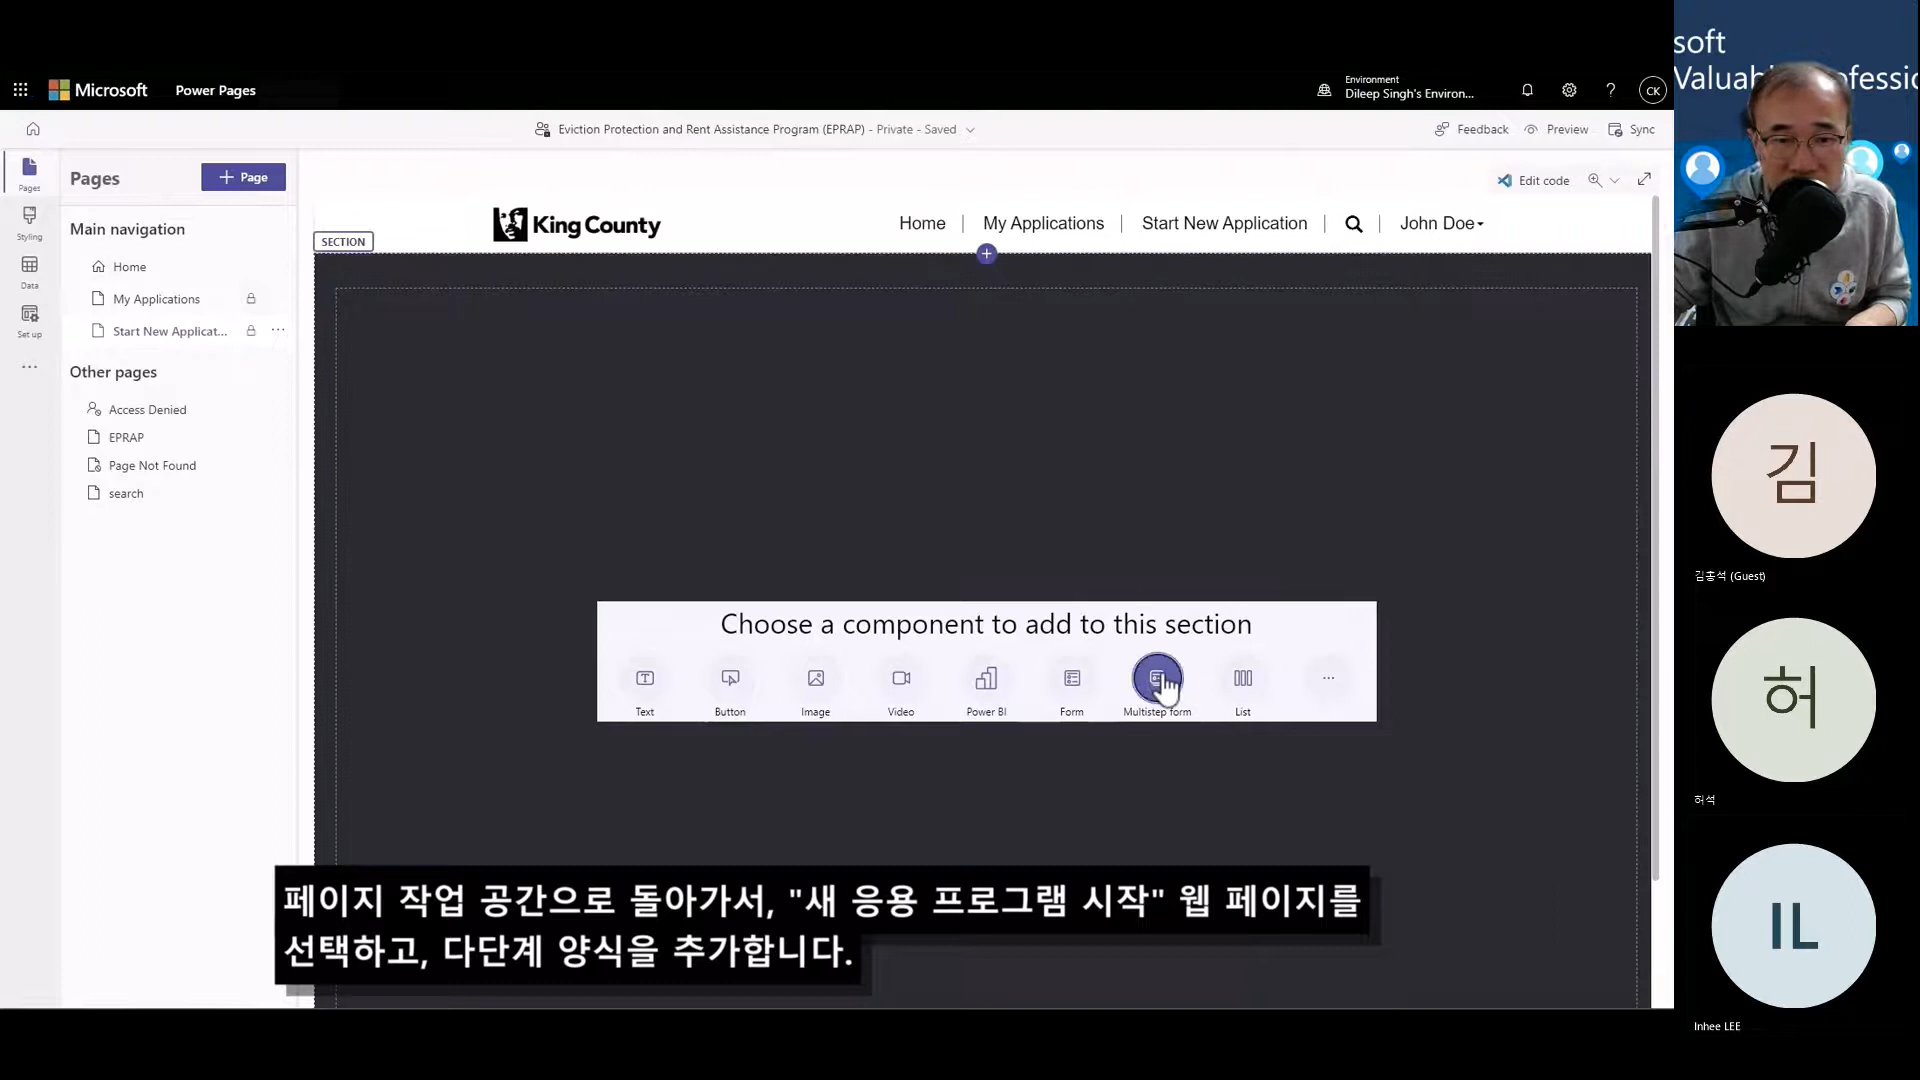 Microsoft
Power Pages
Environment
Dileep Singh's Environ...
CK
soft
Valuab ofessio
Eviction Protection and Rent Assistance Program (EPRAP) - Private - Saved
Feedback
Preview
Sync
Pages
Styling
Data
Set up
Pages
+ Page
Main navigation
Home
My Applications
Start New Applicat...
Other pages
Access Denied
EPRAP
Page Not Found
search
Edit code
King County
Home
My Applications
Start New Application
John Doe
SECTION
Choose a component to add to this section
Text
Button
Image
Video
Power BI
Form
Multistep form
List
페이지 작업 공간으로 돌아가서, "새 응용 프로그램 시작" 웹 페이지를
선택하고, 다단계 양식을 추가합니다.
김
김홍석 (Guest)
허
허석
IL
Inhee LEE